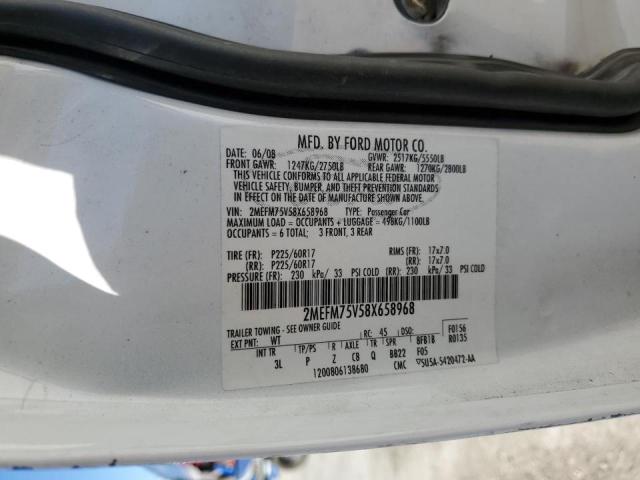 MFD. BY FORD MOTOR CO.
DATE: 06/08 GVWR: 2517KG/5550LB
FRONT GAWR: 1247KG/2750LB REAR GAWR: 1270KG/2800LB
THIS VEHICLE CONFORMS TO ALL APPLICABLE FEDERAL MOTOR
VEHICLE SAFETY, BUMPER, AND THEFT PREVENTION STANDARDS
IN EFFECT ON THE DATE OF MANUFACTURE SHOWN ABOVE.
VIN: 2MEFM75V58X658968 TYPE: Passenger Car
MAXIMUM LOAD = OCCUPANTS + LUGGAGE = 498KG/1100LB
OCCUPANTS = 6 TOTAL; 3 FRONT, 3 REAR
TIRE (FR): P225/60R17 RIMS (FR): 17x7.0
(RR): P225/60R17 (RR): 17x7.0
PRESSURE (FR): 230 kPa/ 33 PSI COLD (RR): 230 kPa/ 33 PSI COLD
2MEFM75V58X658968
TRAILER TOWING - SEE OWNER GUIDE
EXT PNT: WT RC: 45 DSO: F0156
INT TR TP/PS R AXLE TR SPR BFB1B R0135
3L P Z CB Q BB22 F05
1200806138680 CMC 5U5A-5420472-AA